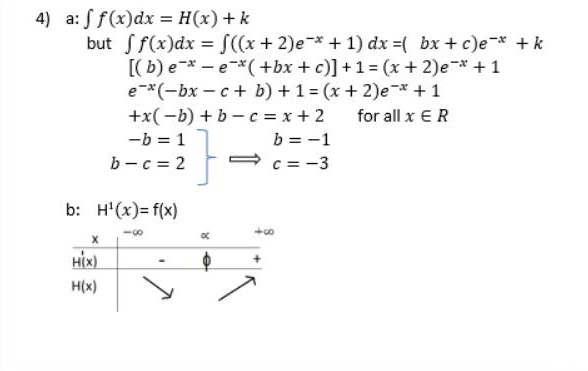 4) a: ∫ f(x)dx = H(x) + k
but ∫ f(x)dx = ∫((x + 2)e⁻ˣ + 1) dx =( bx + c)e⁻ˣ + k
[( b) e⁻ˣ − e⁻ˣ( +bx + c)] + 1 = (x + 2)e⁻ˣ + 1
e⁻ˣ(−bx − c + b) + 1 = (x + 2)e⁻ˣ + 1
+x( −b) + b − c = x + 2 for all x ∈ R
−b = 1 b = −1
b − c = 2 } ⟹ c = −3
b: H¹(x)= f(x)
x −∞ ∝ +∞
H'(x) - ϕ +
H(x) ↘ ↗